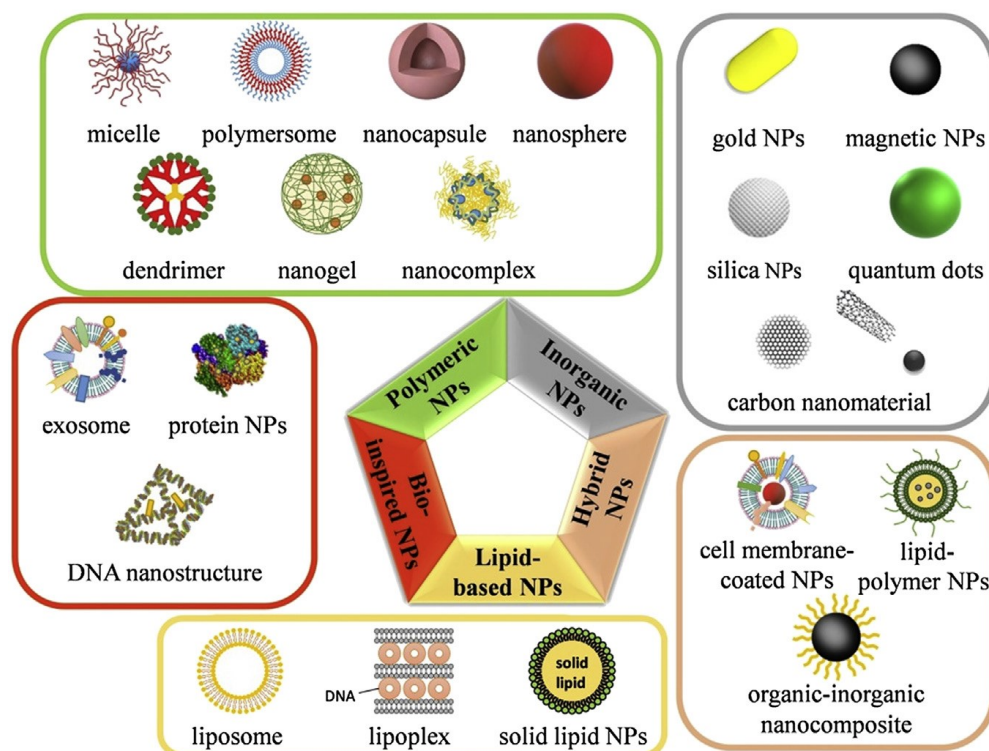 micelle polymersome nanocapsule nanosphere
dendrimer nanogel nanocomplex
gold NPs magnetic NPs
silica NPs quantum dots
carbon nanomaterial
exosome protein NPs
DNA nanostructure
Polymeric
NPs
Inorganic
NPs
Bio-
inspired NPs
Hybrid
NPs
Lipid-
based NPs
cell membrane-
coated NPs
lipid-
polymer NPs
organic-inorganic
nanocomposite
DNA
solid
lipid
liposome lipoplex solid lipid NPs